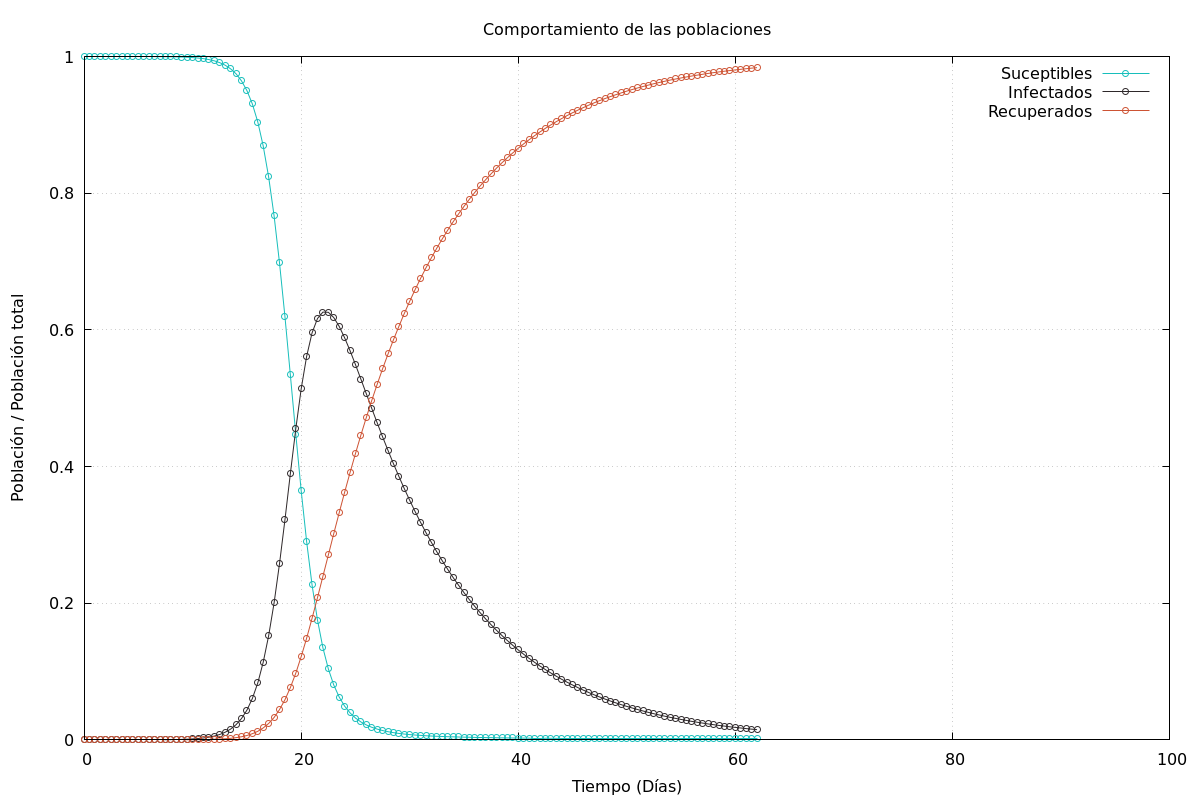 Comportamiento de las poblaciones
Suceptibles
Infectados
Recuperados
1
0.8
0.6
0.4
0.2
0
Población / Población total
0 20 40 60 80 100
Tiempo (Días)